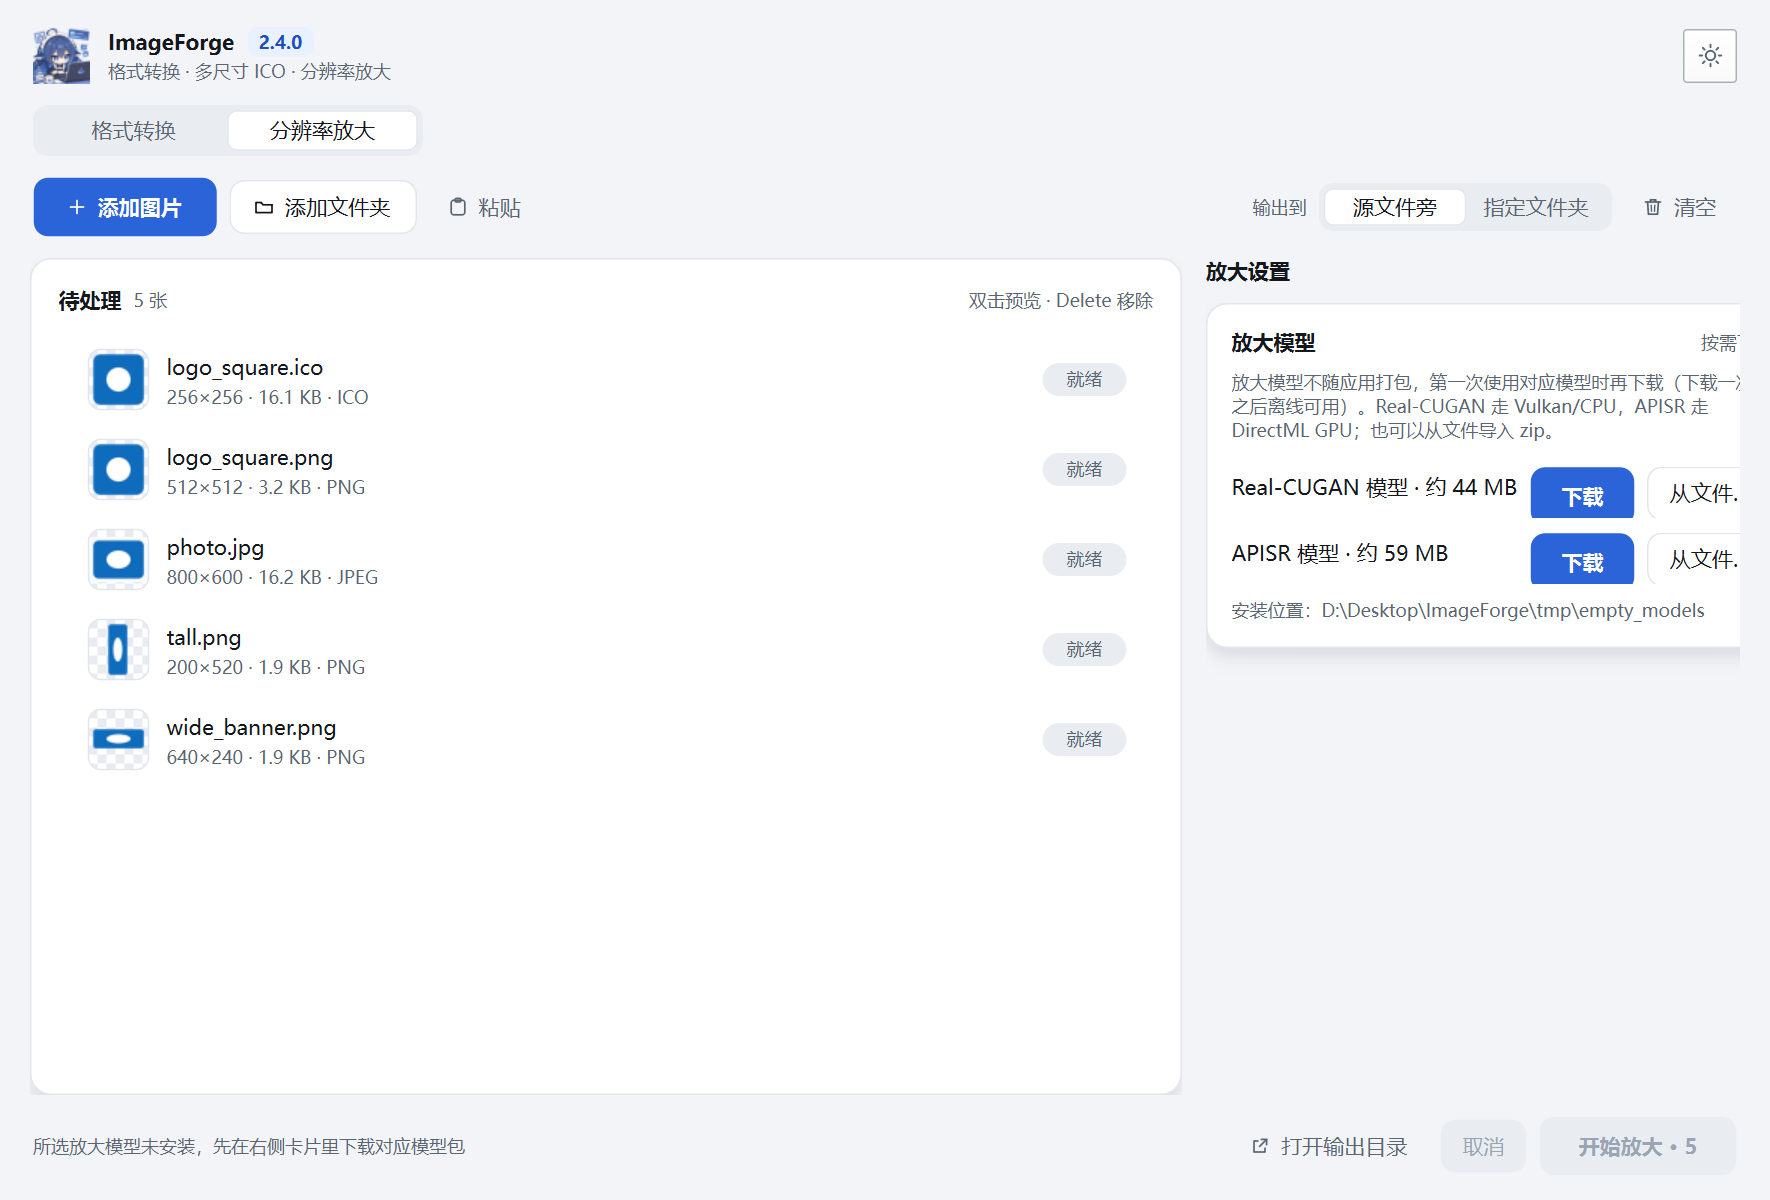 ImageForge 2.4.0
格式转换 · 多尺寸 ICO · 分辨率放大
格式转换 分辨率放大
添加图片 添加文件夹 粘贴 输出到 源文件旁 指定文件夹 清空
待处理 5 张 双击预览 · Delete 移除
logo_square.ico
256×256 · 16.1 KB · ICO
就绪
logo_square.png
512×512 · 3.2 KB · PNG
就绪
photo.jpg
800×600 · 16.2 KB · JPEG
就绪
tall.png
200×520 · 1.9 KB · PNG
就绪
wide_banner.png
640×240 · 1.9 KB · PNG
就绪
放大设置
放大模型 按需
放大模型不随应用打包，第一次使用对应模型时再下载（下载一
之后离线可用）。Real-CUGAN 走 Vulkan/CPU，APISR 走
DirectML GPU；也可以从文件导入 zip。
Real-CUGAN 模型 · 约 44 MB 下载 从文件.
APISR 模型 · 约 59 MB 下载 从文件.
安装位置：D:\Desktop\ImageForge\tmp\empty_models
所选放大模型未安装，先在右侧卡片里下载对应模型包 打开输出目录 取消 开始放大 • 5